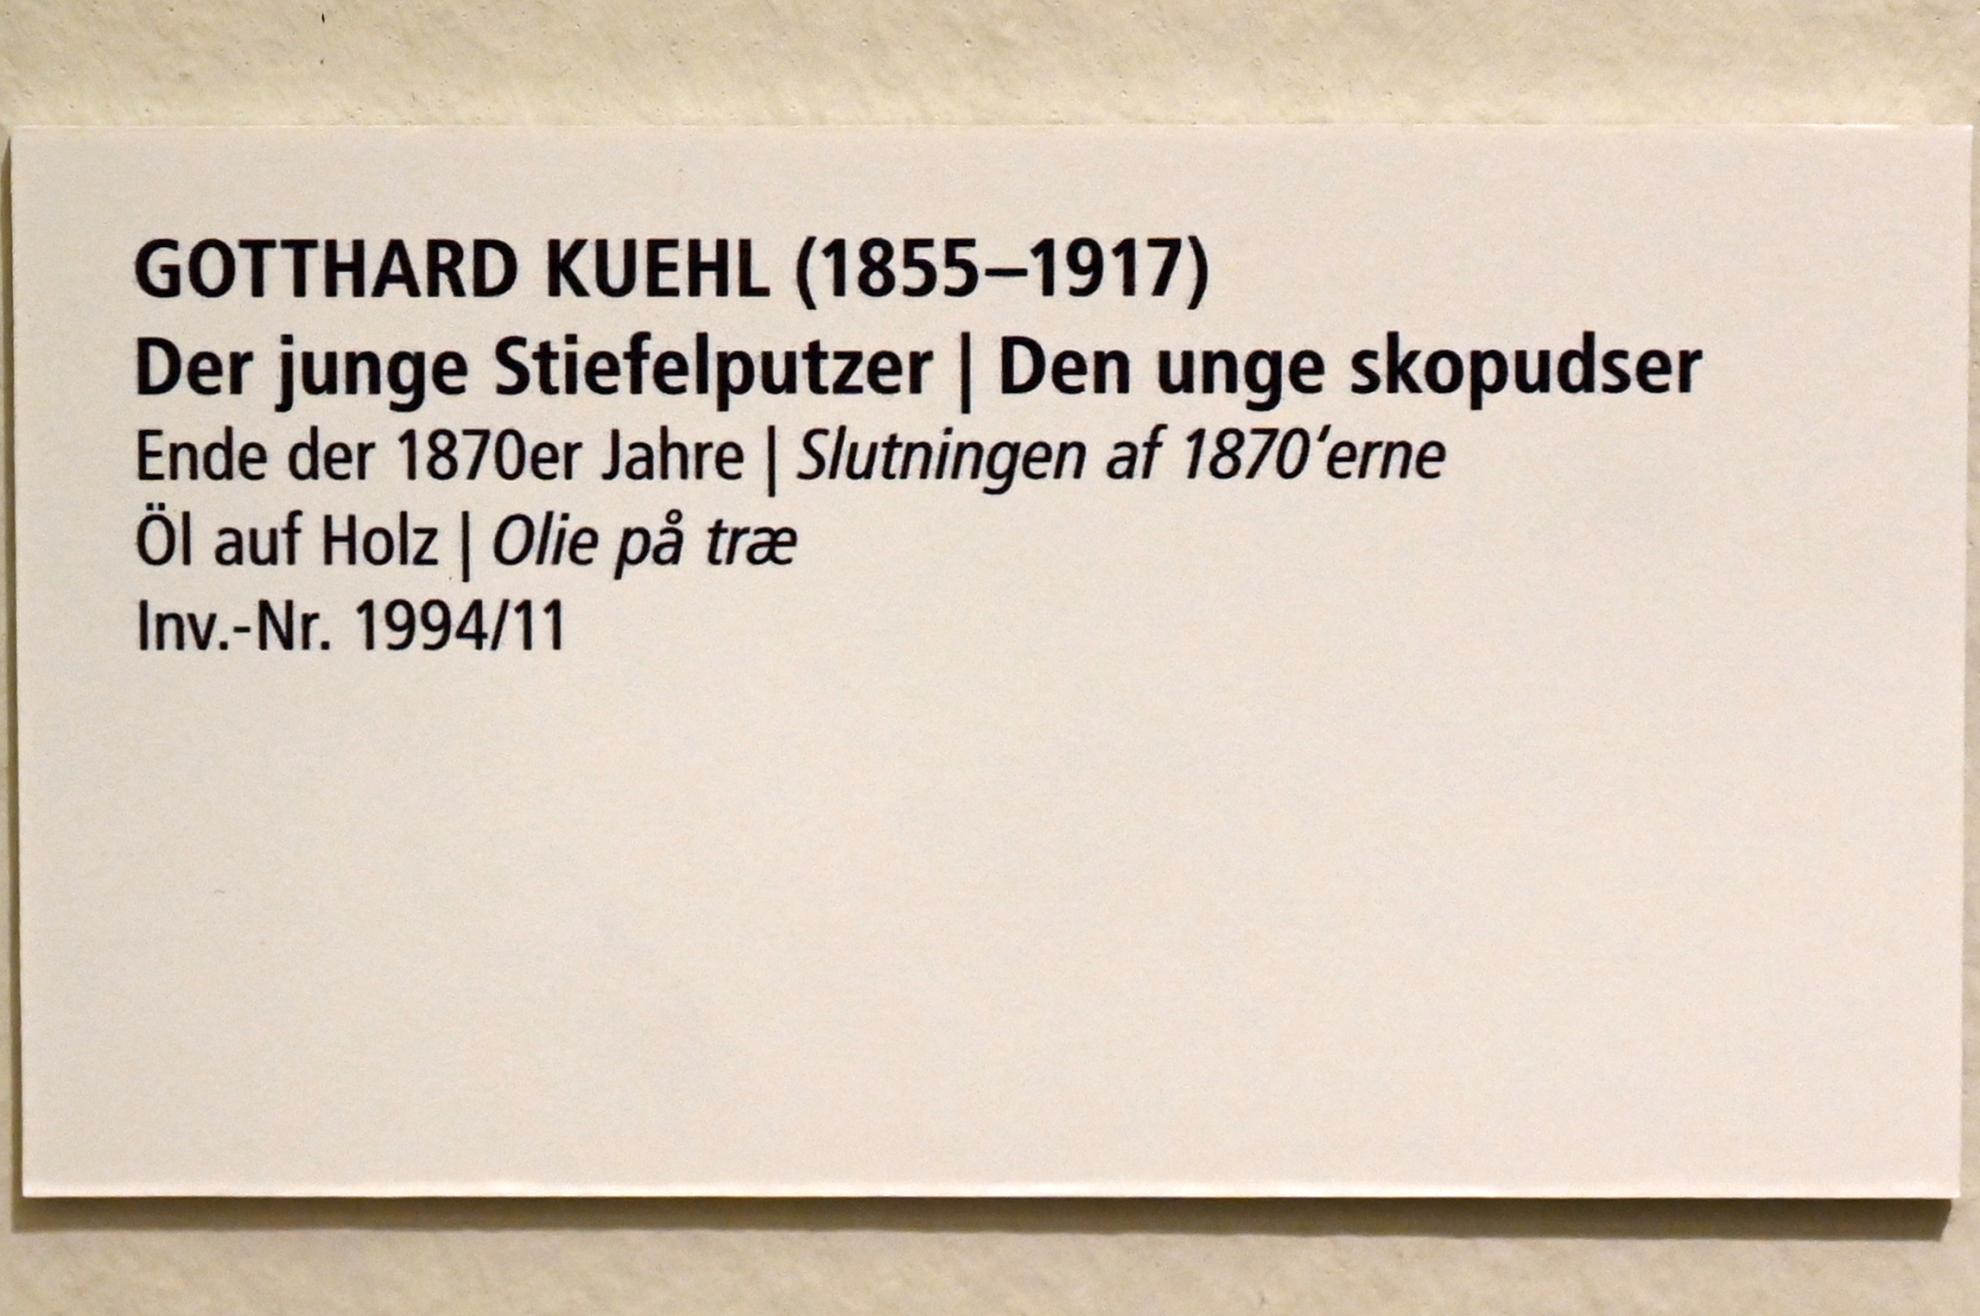 GOTTHARD KUEHL (1855–1917)
Der junge Stiefelputzer | Den unge skopudser
Ende der 1870er Jahre | Slutningen af 1870‘erne
Öl auf Holz | Olie på træ
Inv.-Nr. 1994/11